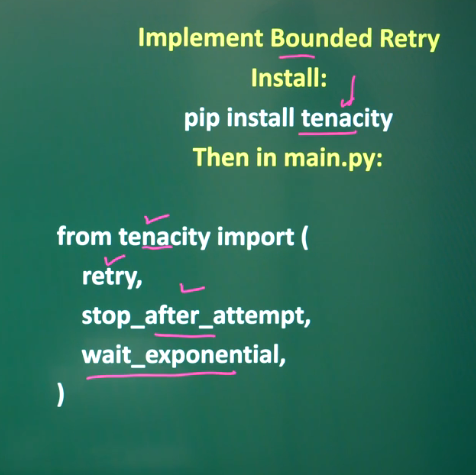 Implement Bounded Retry
Install:
pip install tenacity
Then in main.py:
from tenacity import (
retry,
stop_after_attempt,
wait_exponential,
)